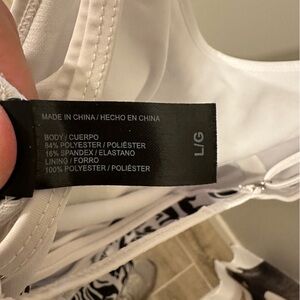 MADE IN CHINA / HECHO EN CHINA
BODY / CUERPO
84% POLYESTER / POLIÉSTER
16% SPANDEX / ELASTANO
LINING / FORRO
100% POLYESTER / POLIÉSTER
L/G